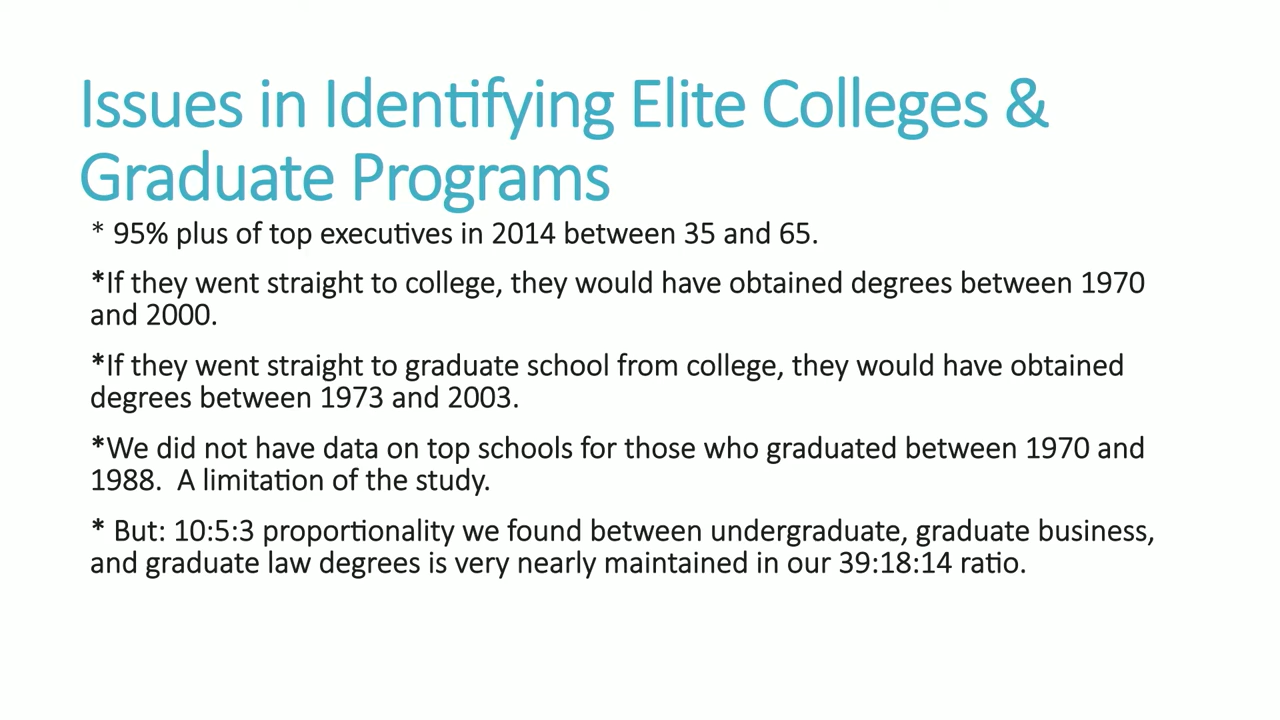 Issues in Identifying Elite Colleges &
Graduate Programs
* 95% plus of top executives in 2014 between 35 and 65.
*If they went straight to college, they would have obtained degrees between 1970
and 2000.
*If they went straight to graduate school from college, they would have obtained
degrees between 1973 and 2003.
*We did not have data on top schools for those who graduated between 1970 and
1988.  A limitation of the study.
* But: 10:5:3 proportionality we found between undergraduate, graduate business,
and graduate law degrees is very nearly maintained in our 39:18:14 ratio.